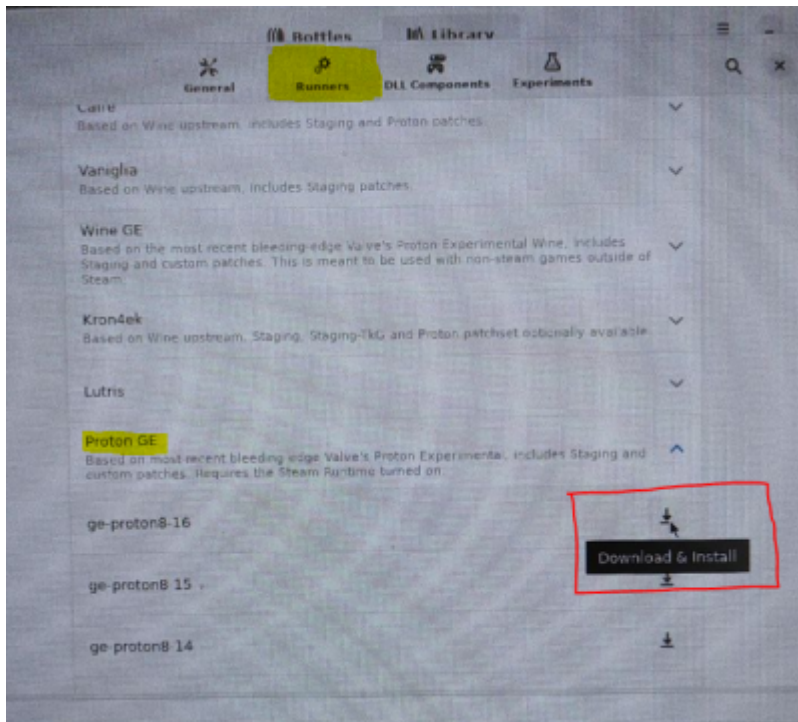 Bottles
Library
General
Runners
DLL Components
Experiments
Caffe
Based on Wine upstream, includes Staging and Proton patches.
Vaniglia
Based on Wine upstream, includes Staging patches.
Wine GE
Based on the most recent bleeding-edge Valve's Proton Experimental Wine, includes
Staging and custom patches. This is meant to be used with non-steam games outside of
Steam.
Kron4ek
Based on Wine upstream, Staging, Staging-TkG and Proton patchset optionally available.
Lutris
Proton GE
Based on most recent bleeding-edge Valve's Proton Experimental, includes Staging and
custom patches. Requires the Steam Runtime turned on.
ge-proton8-16
Download & Install
ge-proton8-15
ge-proton8-14